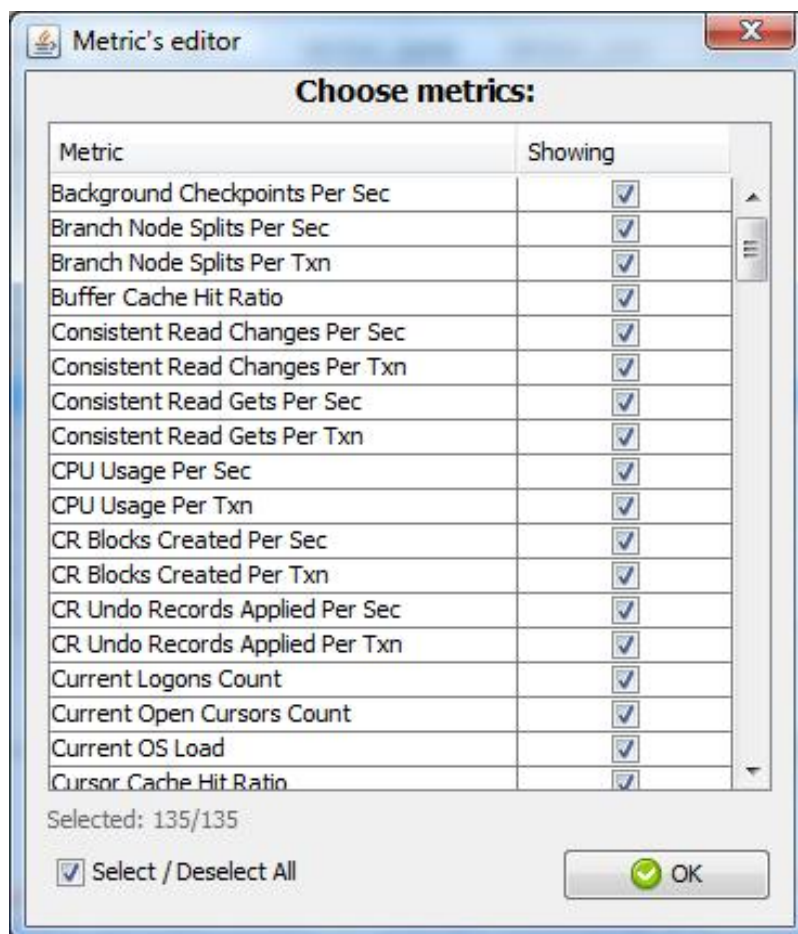 Metric's editor
Choose metrics:
Metric Showing
Background Checkpoints Per Sec
Branch Node Splits Per Sec
Branch Node Splits Per Txn
Buffer Cache Hit Ratio
Consistent Read Changes Per Sec
Consistent Read Changes Per Txn
Consistent Read Gets Per Sec
Consistent Read Gets Per Txn
CPU Usage Per Sec
CPU Usage Per Txn
CR Blocks Created Per Sec
CR Blocks Created Per Txn
CR Undo Records Applied Per Sec
CR Undo Records Applied Per Txn
Current Logons Count
Current Open Cursors Count
Current OS Load
Cursor Cache Hit Ratio
Selected: 135/135
Select / Deselect All OK